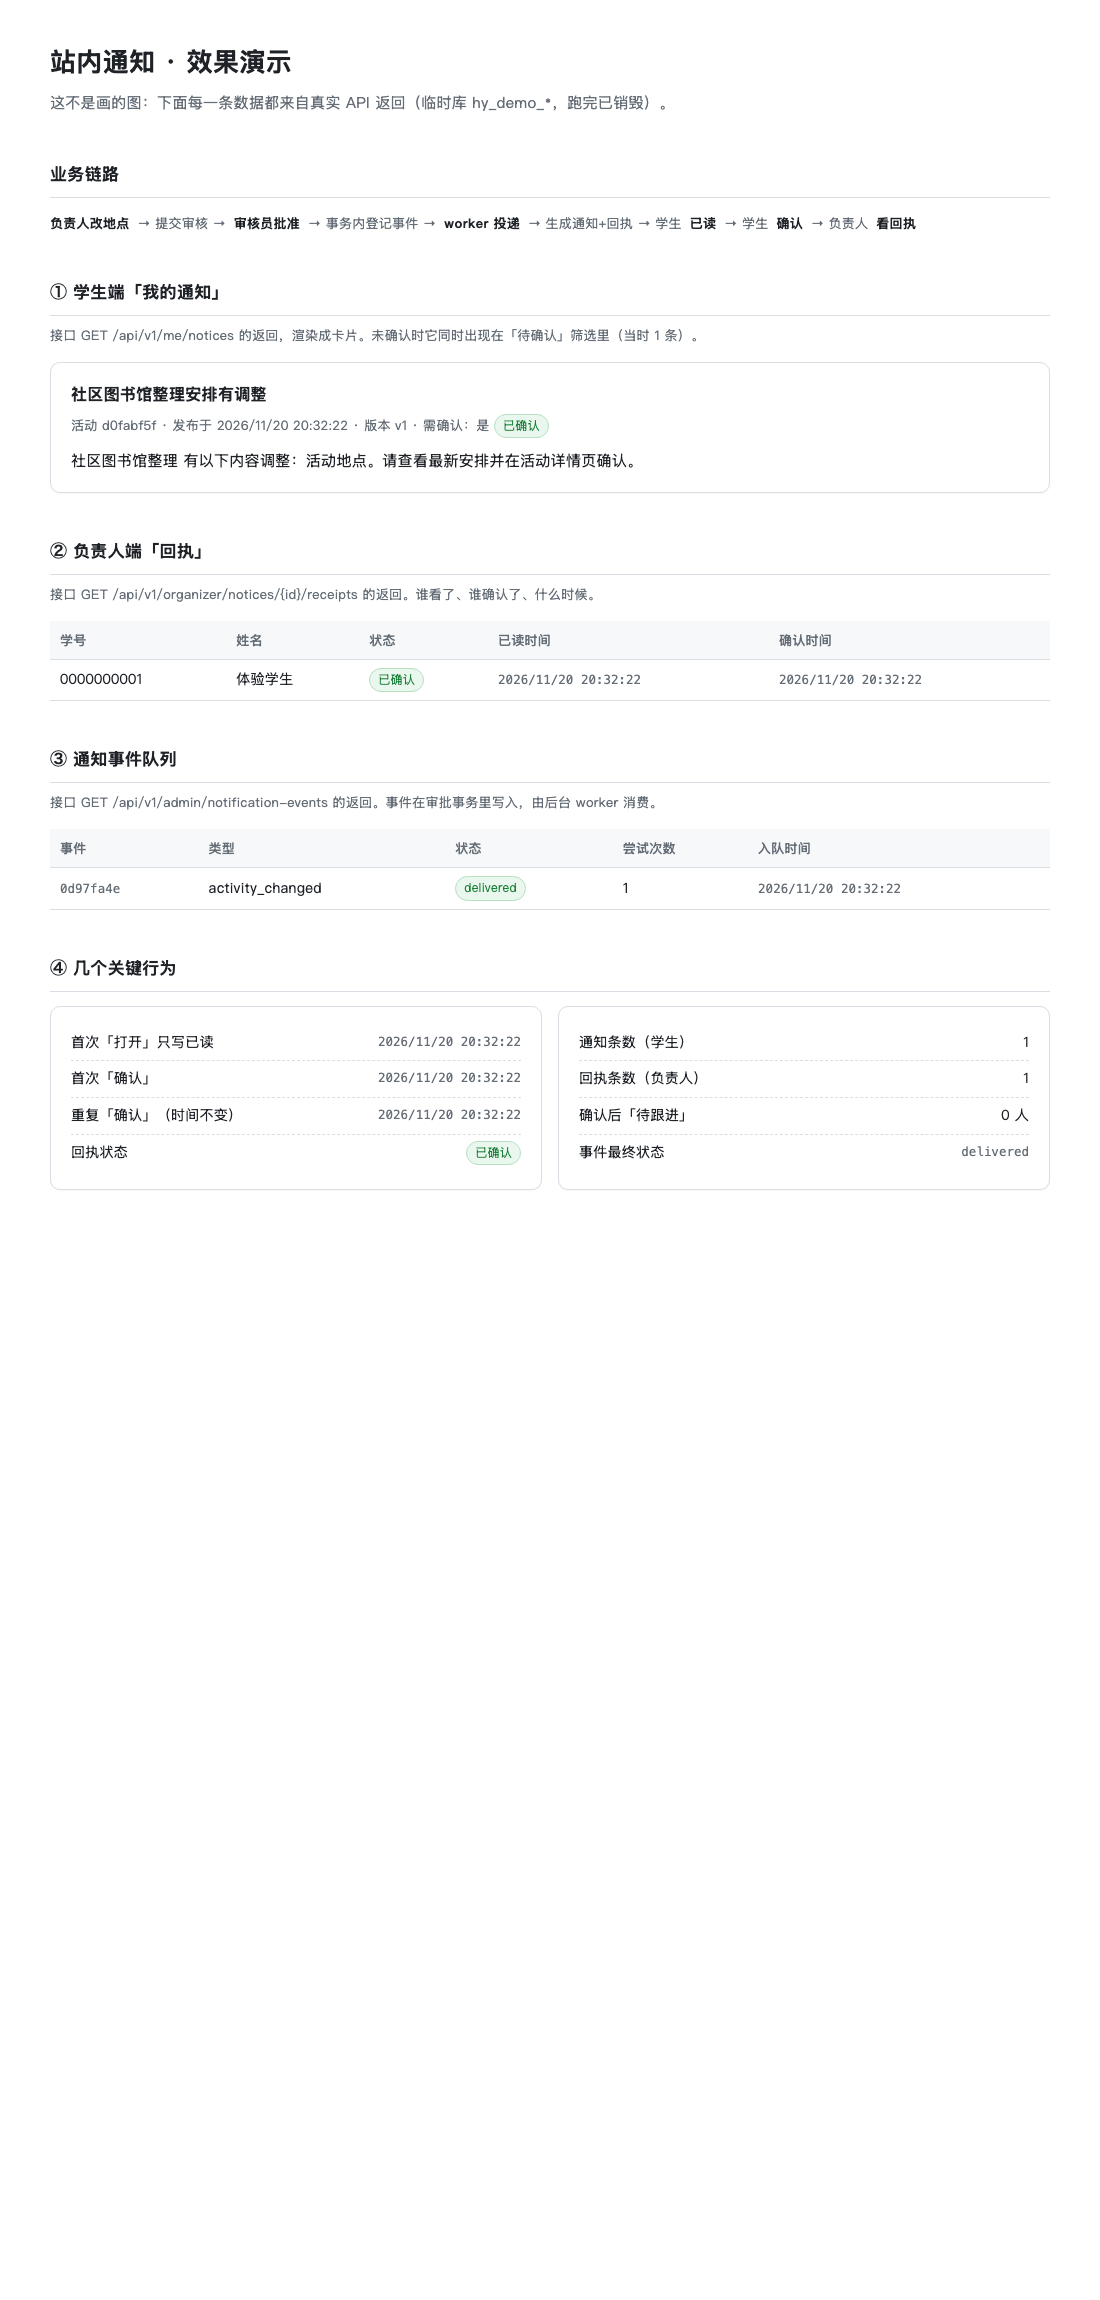 站内通知 · 效果演示
这不是画的图：下面每一条数据都来自真实 API 返回（临时库 hy_demo_*，跑完已销毁）。
业务链路
负责人改地点 → 提交审核 → 审核员批准 → 事务内登记事件 → worker 投递 → 生成通知+回执 → 学生 已读 → 学生 确认 → 负责人 看回执
① 学生端「我的通知」
接口 GET /api/v1/me/notices 的返回，渲染成卡片。未确认时它同时出现在「待确认」筛选里（当时 1 条）。
社区图书馆整理安排有调整
活动 d0fabf5f · 发布于 2026/11/20 20:32:22 · 版本 v1 · 需确认：是 已确认
社区图书馆整理 有以下内容调整：活动地点。请查看最新安排并在活动详情页确认。
② 负责人端「回执」
接口 GET /api/v1/organizer/notices/{id}/receipts 的返回。谁看了、谁确认了、什么时候。
学号 姓名 状态 已读时间 确认时间
0000000001 体验学生 已确认 2026/11/20 20:32:22 2026/11/20 20:32:22
③ 通知事件队列
接口 GET /api/v1/admin/notification-events 的返回。事件在审批事务里写入，由后台 worker 消费。
事件 类型 状态 尝试次数 入队时间
0d97fa4e activity_changed delivered 1 2026/11/20 20:32:22
④ 几个关键行为
首次「打开」只写已读 2026/11/20 20:32:22
首次「确认」 2026/11/20 20:32:22
重复「确认」（时间不变） 2026/11/20 20:32:22
回执状态 已确认
通知条数（学生） 1
回执条数（负责人） 1
确认后「待跟进」 0 人
事件最终状态 delivered